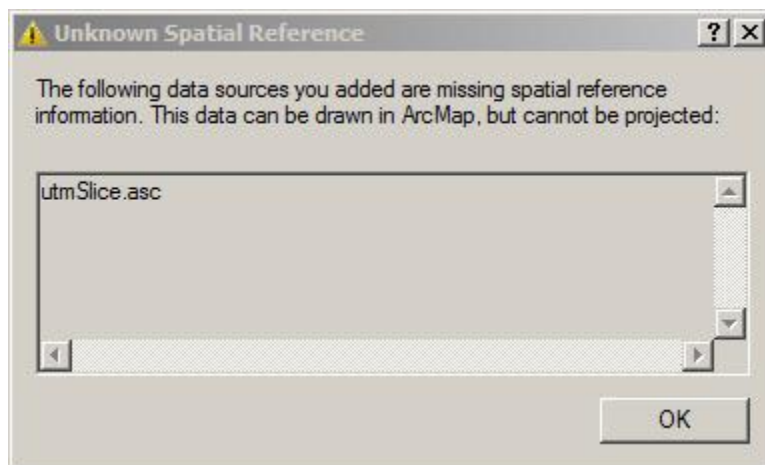 Unknown Spatial Reference
The following data sources you added are missing spatial reference
information. This data can be drawn in ArcMap, but cannot be projected:
utmSlice.asc
OK